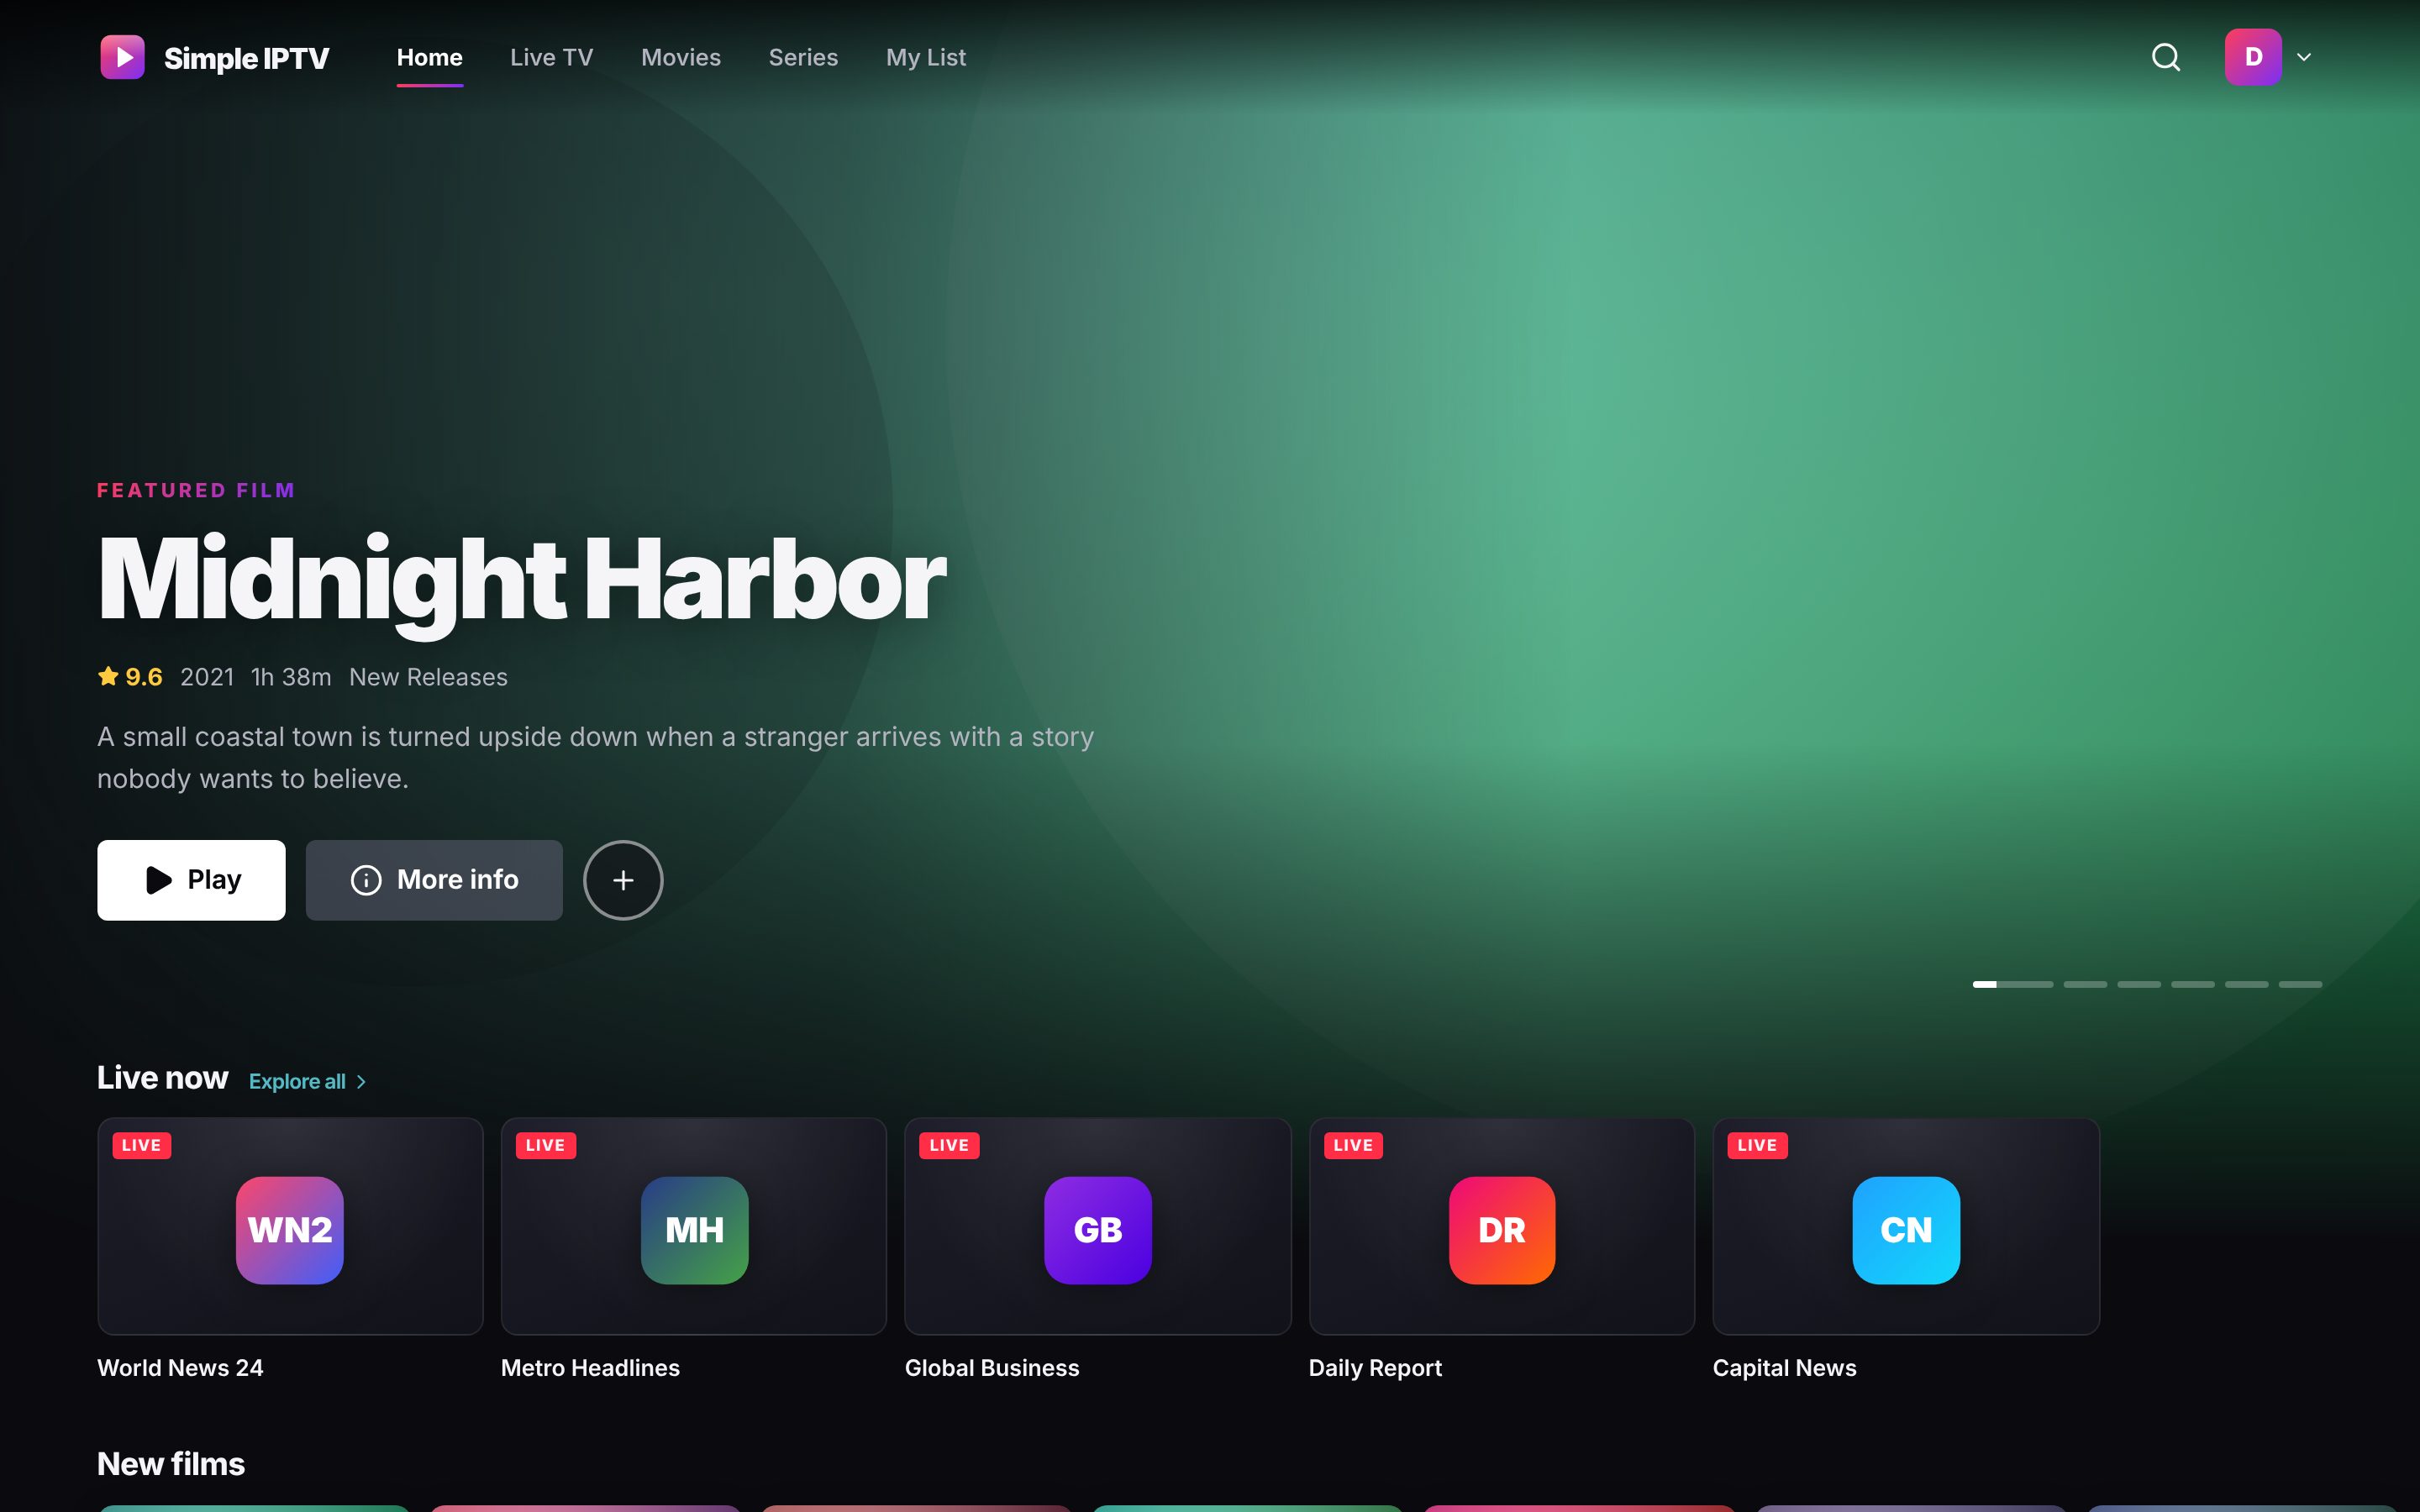 Simple IPTV
Home
Live TV
Movies
Series
My List
D
FEATURED FILM
Midnight Harbor
9.6 2021 1h 38m New Releases
A small coastal town is turned upside down when a stranger arrives with a story
nobody wants to believe.
Play
More info
Live now
Explore all
LIVE
WN2
World News 24
LIVE
MH
Metro Headlines
LIVE
GB
Global Business
LIVE
DR
Daily Report
LIVE
CN
Capital News
New films